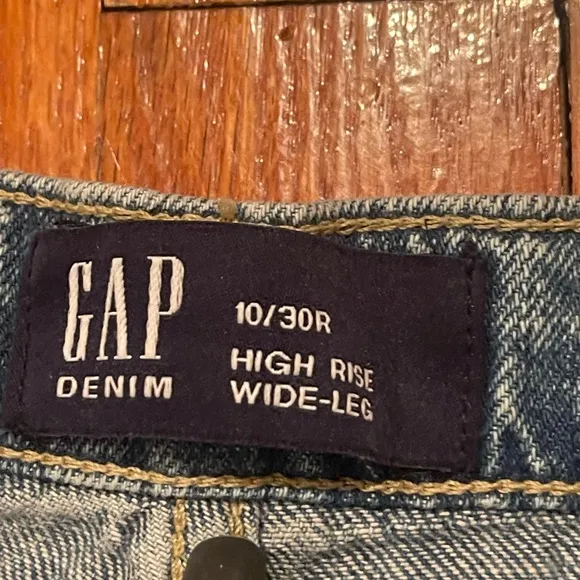 GAP
DENIM
10/30R
HIGH RISE
WIDE-LEG